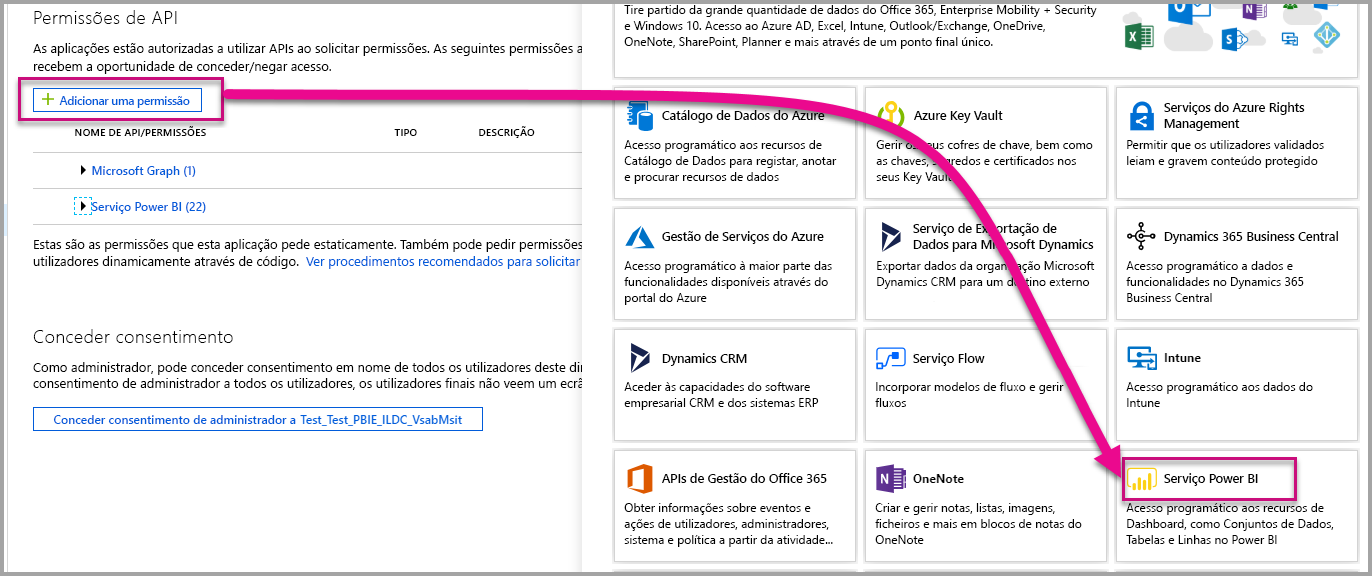 Permissões de API
As aplicações estão autorizadas a utilizar APIs ao solicitar permissões. As seguintes permissões a
recebem a oportunidade de conceder/negar acesso.
+ Adicionar uma permissão
NOME DE API/PERMISSÕES TIPO DESCRIÇÃO
Microsoft Graph (1)
Serviço Power BI (22)
Estas são as permissões que esta aplicação pede estaticamente. Também pode pedir permissões
utilizadores dinamicamente através de código. Ver procedimentos recomendados para solicitar
Conceder consentimento
Como administrador, pode conceder consentimento em nome de todos os utilizadores deste dir
consentimento de administrador a todos os utilizadores, os utilizadores finais não veem um ecrã
Conceder consentimento de administrador a Test_Test_PBIE_ILDC_VsabMsit
Tire partido da grande quantidade de dados do Office 365, Enterprise Mobility + Security
e Windows 10. Acesso ao Azure AD, Excel, Intune, Outlook/Exchange, OneDrive,
OneNote, SharePoint, Planner e mais através de um ponto final único.
Catálogo de Dados do Azure
Acesso programático aos recursos de
Catálogo de Dados para registar, anotar
e procurar recursos de dados
Azure Key Vault
Gerir os seus cofres de chave, bem como
as chaves, segredos e certificados nos
seus Key Vault
Serviços do Azure Rights
Management
Permitir que os utilizadores validados
leiam e gravem conteúdo protegido
Gestão de Serviços do Azure
Acesso programático à maior parte das
funcionalidades disponíveis através do
portal do Azure
Serviço de Exportação de
Dados para Microsoft Dynamics
Exportar dados da organização Microsoft
Dynamics CRM para um destino externo
Dynamics 365 Business Central
Acesso programático a dados e
funcionalidades no Dynamics 365
Business Central
Dynamics CRM
Aceder às capacidades do software
empresarial CRM e dos sistemas ERP
Serviço Flow
Incorporar modelos de fluxo e gerir
fluxos
Intune
Acesso programático aos dados do
Intune
APIs de Gestão do Office 365
Obter informações sobre eventos e
ações de utilizadores, administradores,
sistema e política a partir da atividade...
OneNote
Criar e gerir notas, listas, imagens,
ficheiros e mais em blocos de notas do
OneNote
Serviço Power BI
Acesso programático aos recursos de
Dashboard, como Conjuntos de Dados,
Tabelas e Linhas no Power BI